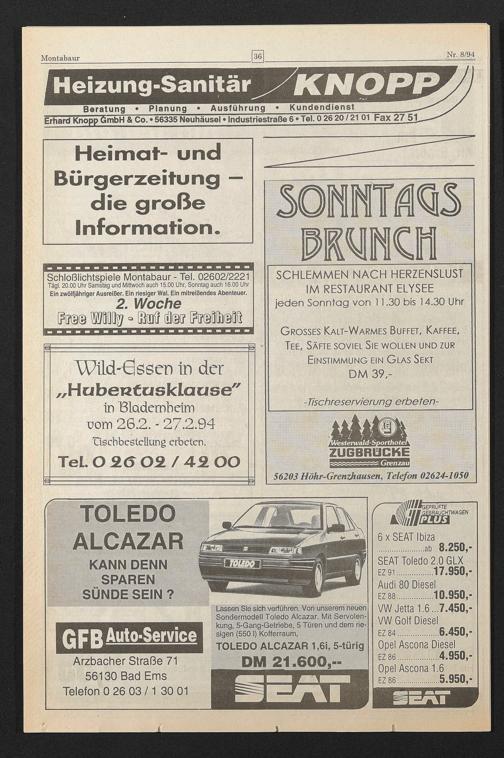 Montabaur
36
Nr. 8/94
Heizung-Sanitär KNOPP
Beratung • Planung • Ausführung • Kundendienst
Erhard Knopp GmbH & Co. • 56335 Neuhäusel • Industriestraße 6 • Tel. 0 26 20 / 21 01 Fax 27 51
Heimat- und
Bürgerzeitung –
die große
Information.
Schloßlichtspiele Montabaur - Tel. 02602/2221
Tägl. 20.00 Uhr Samstag und Mittwoch auch 15.00 Uhr, Sonntag auch 16.00 Uhr
Ein zwölfjähriger Ausreißer. Ein riesiger Wal. Ein mitreißendes Abenteuer.
2. Woche
Free Willy - Ruf der Freiheit
Wild-Essen in der
„Hubertusklause”
in Bladernheim
vom 26.2. - 27.2.94
Tischbestellung erbeten.
Tel. 0 26 02 / 42 00
SONNTAGS
BRUNCH
SCHLEMMEN NACH HERZENSLUST
IM RESTAURANT ELYSEE
jeden Sonntag von 11.30 bis 14.30 Uhr
GROSSES KALT-WARMES BUFFET, KAFFEE,
TEE, SÄFTE SOVIEL SIE WOLLEN UND ZUR
EINSTIMMUNG EIN GLAS SEKT
DM 39,-
-Tischreservierung erbeten-
Westerwald-Sporthotel
ZUGBRÜCKE
Grenzau
56203 Höhr-Grenzhausen, Telefon 02624-1050
TOLEDO
ALCAZAR
KANN DENN
SPAREN
SÜNDE SEIN ?
TOLEDO
GFB Auto-Service
Arzbacher Straße 71
56130 Bad Ems
Telefon 0 26 03 / 1 30 01
Lassen Sie sich verführen. Von unserem neuen
Sondermodell Toledo Alcazar. Mit Servolen-
kung, 5-Gang-Getriebe, 5 Türen und dem rie-
sigen (550 l) Kofferraum,
TOLEDO ALCAZAR 1,6i, 5-türig
DM 21.600,--
SEAT
GEPRÜFTE
GEBRAUCHTWAGEN
PLUS
6 x SEAT Ibiza
ab 8.250,-
SEAT Toledo 2.0 GLX
EZ 91 17.950,-
Audi 80 Diesel
EZ 88 10.950,-
VW Jetta 1.6 ...7.450,-
VW Golf Diesel
EZ 84 6.450,-
Opel Ascona Diesel
EZ 86 4.950,-
Opel Ascona 1.6
EZ 86 5.950,-
SEAT